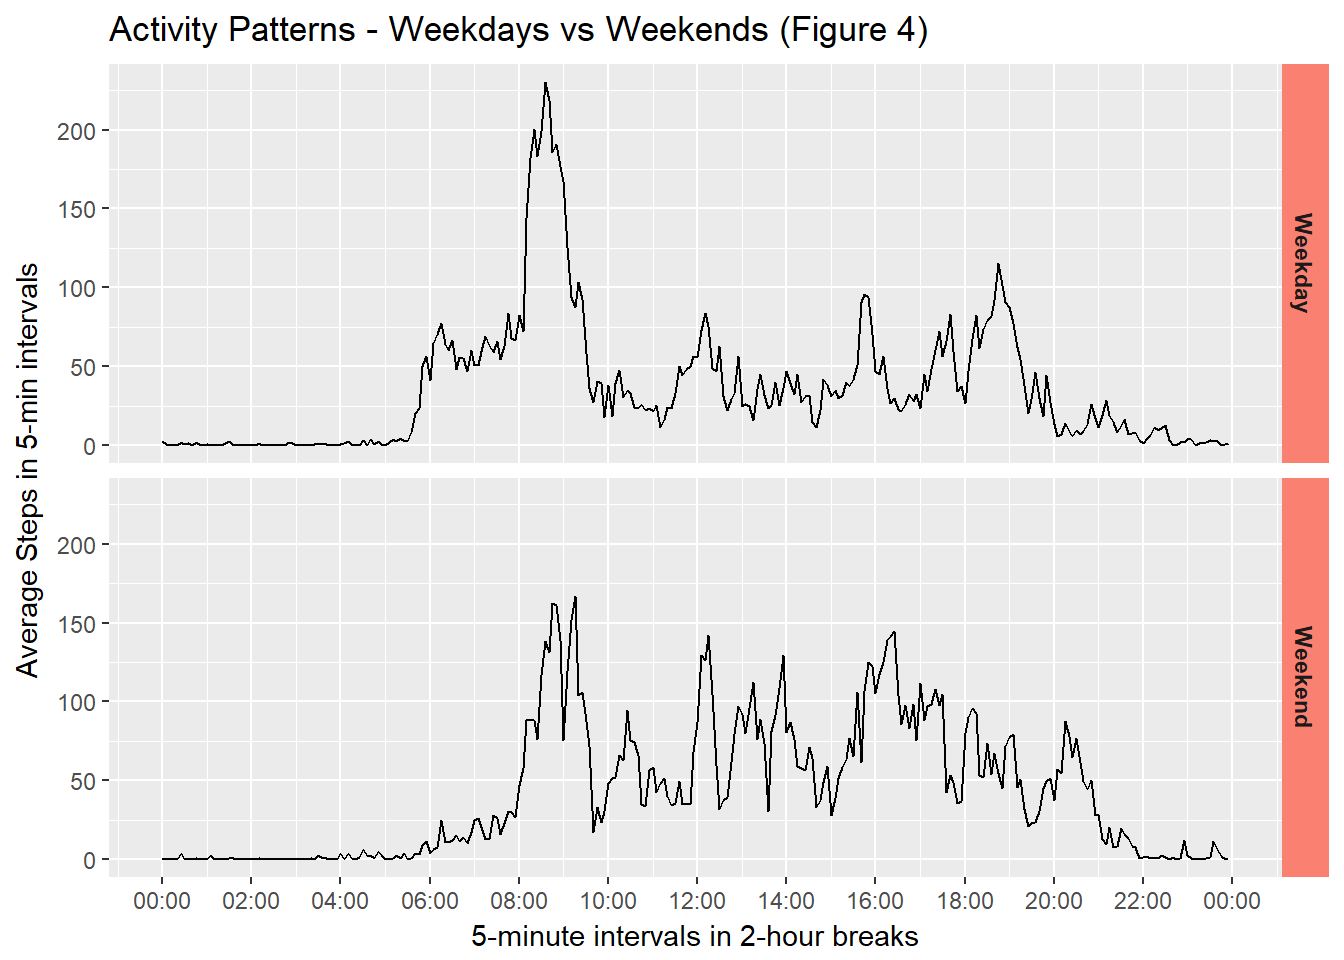 Activity Patterns - Weekdays vs Weekends (Figure 4)
Average Steps in 5-min intervals
200
150
100
50
0
Weekday
200
150
100
50
0
Weekend
00:00 02:00 04:00 06:00 08:00 10:00 12:00 14:00 16:00 18:00 20:00 22:00 00:00
5-minute intervals in 2-hour breaks